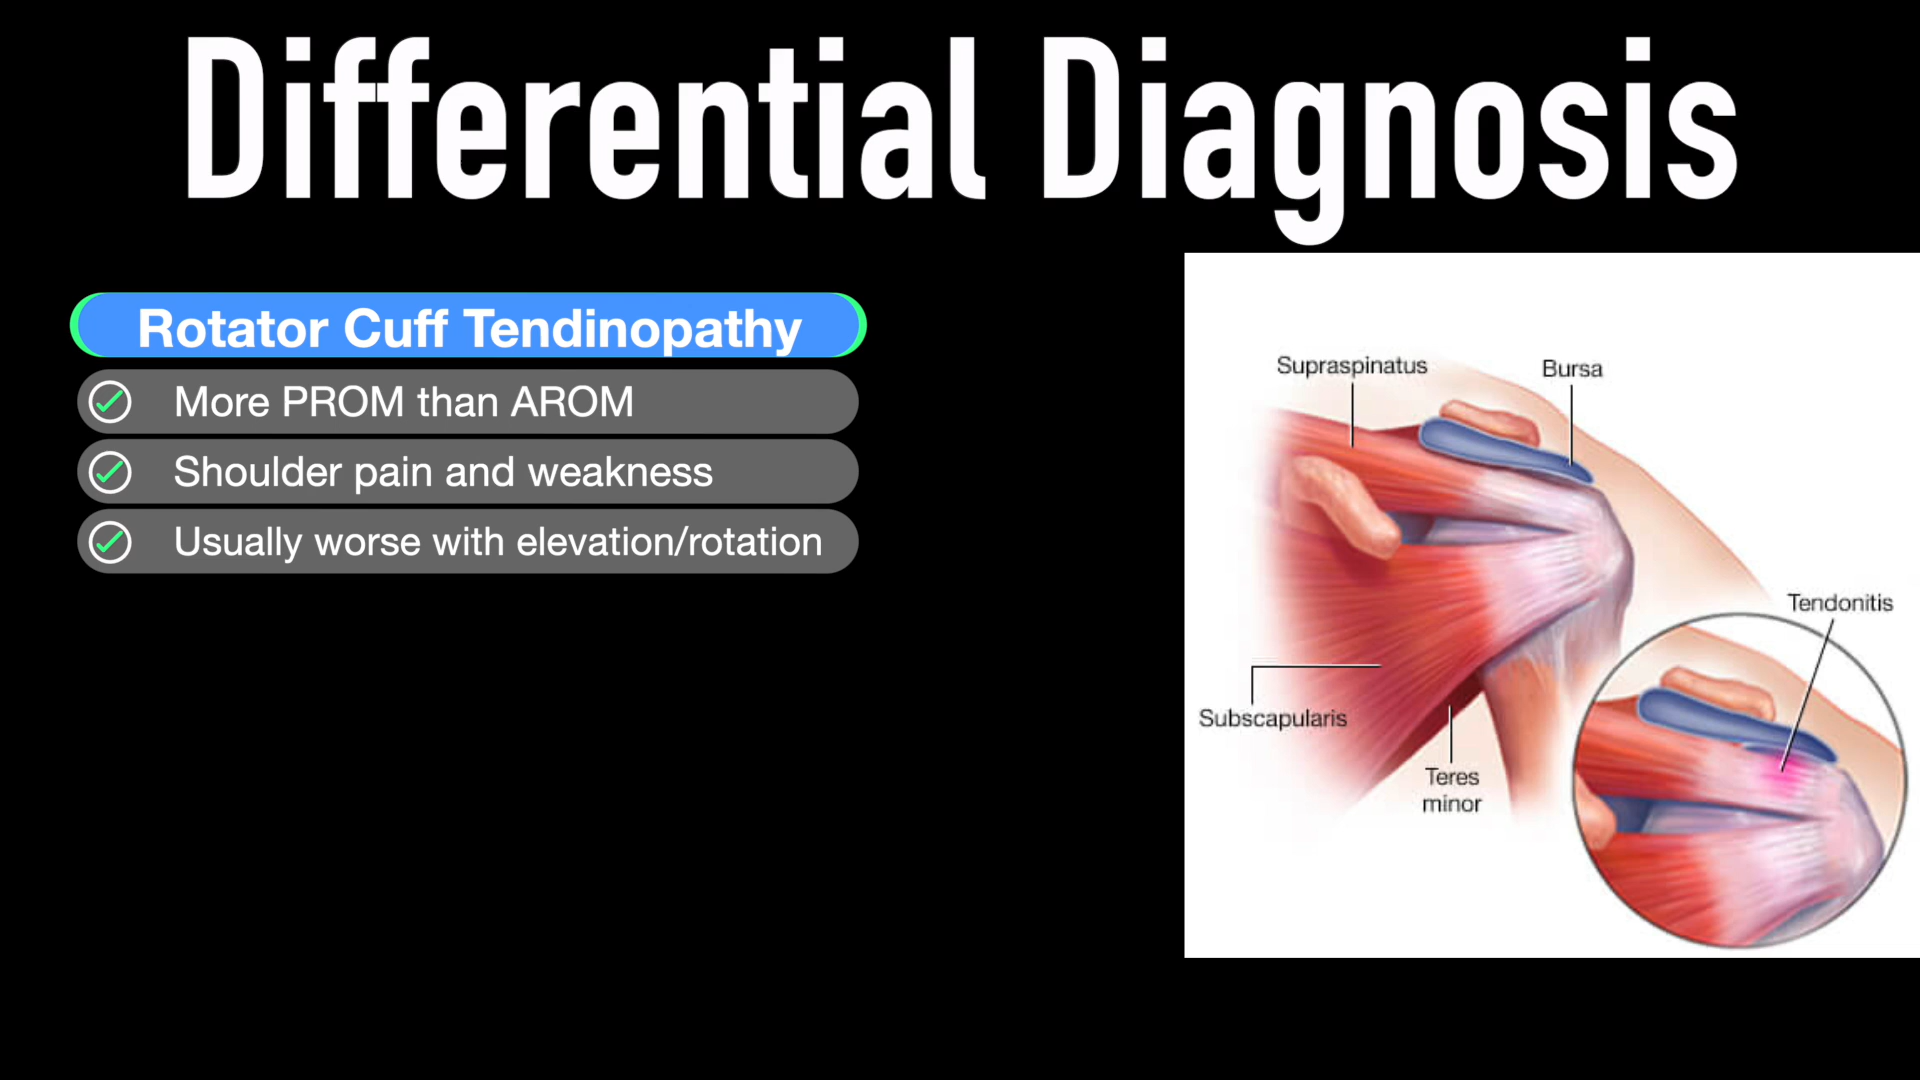 Differential Diagnosis
Rotator Cuff Tendinopathy
More PROM than AROM
Shoulder pain and weakness
Usually worse with elevation/rotation
Supraspinatus
Bursa
Tendonitis
Subscapularis
Teres
minor